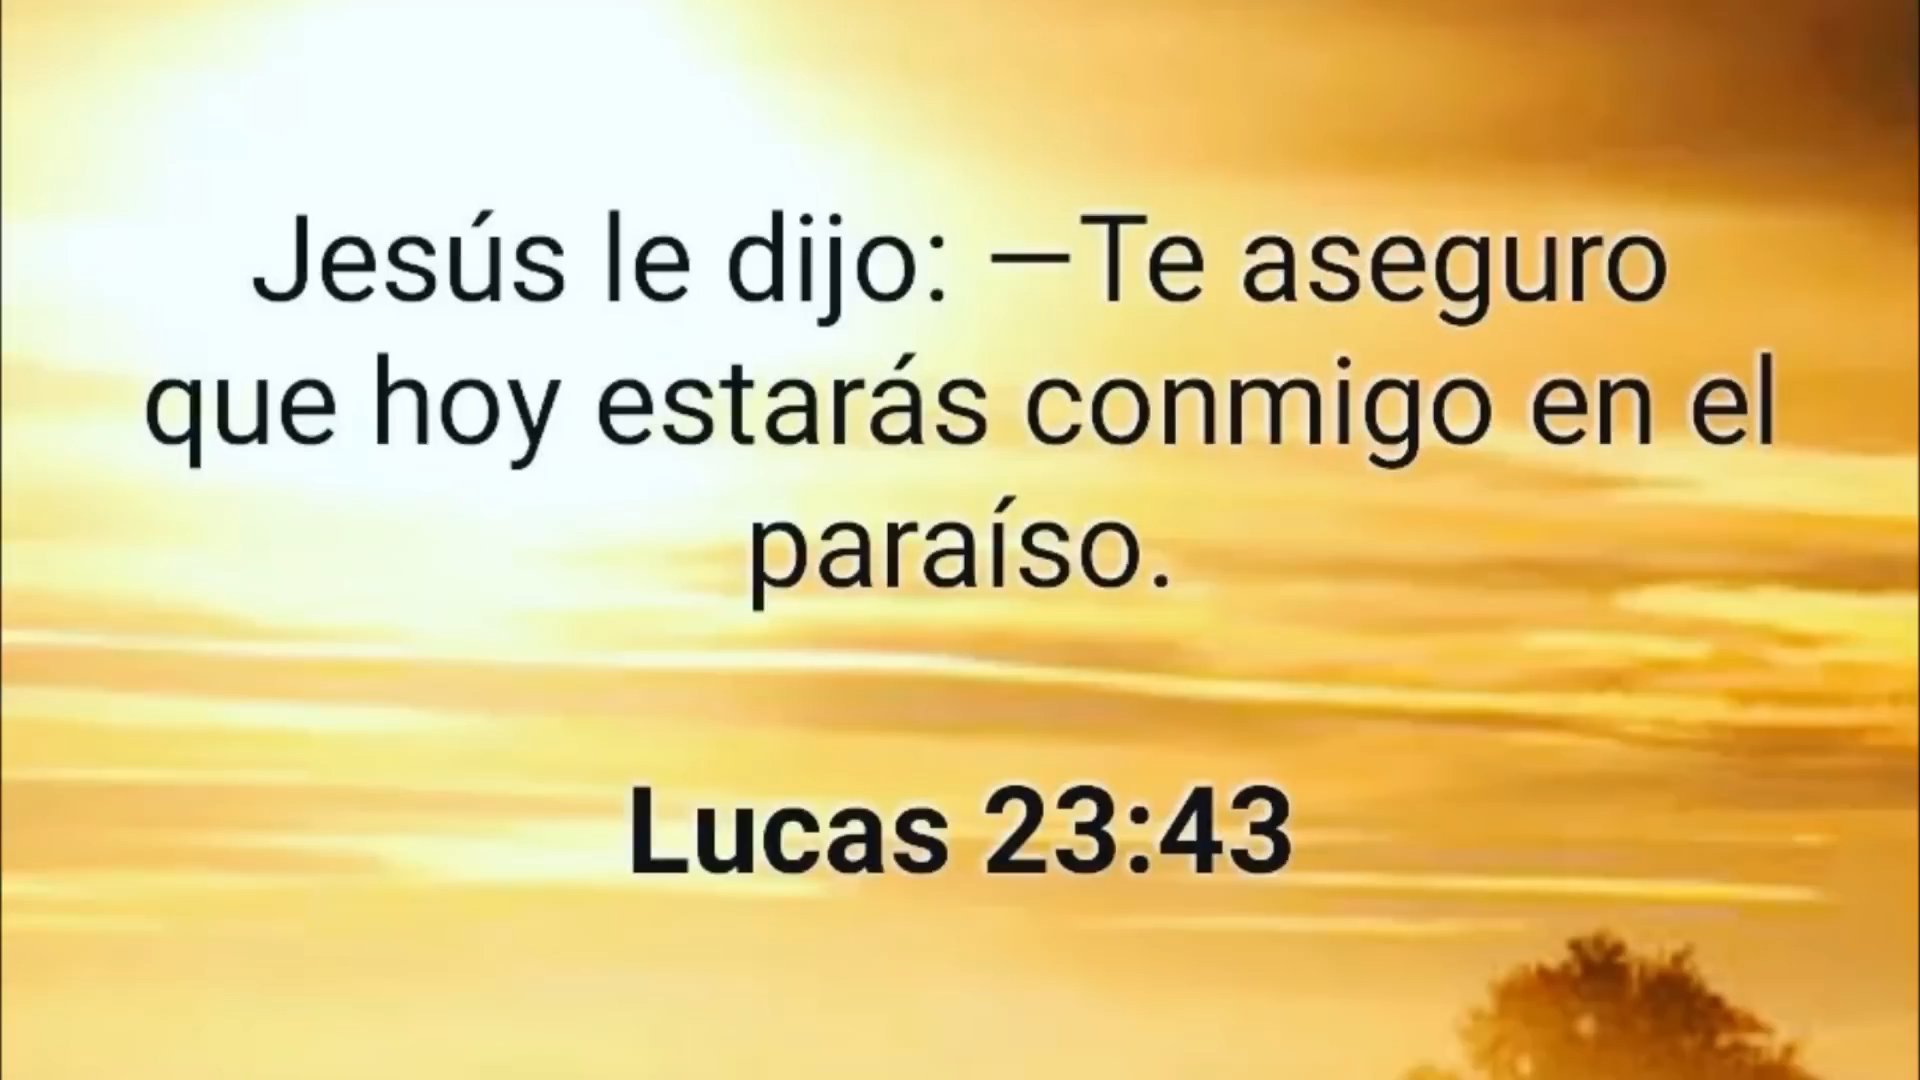 Jesús le dijo: —Te aseguro
que hoy estarás conmigo en el
paraíso.
Lucas 23:43